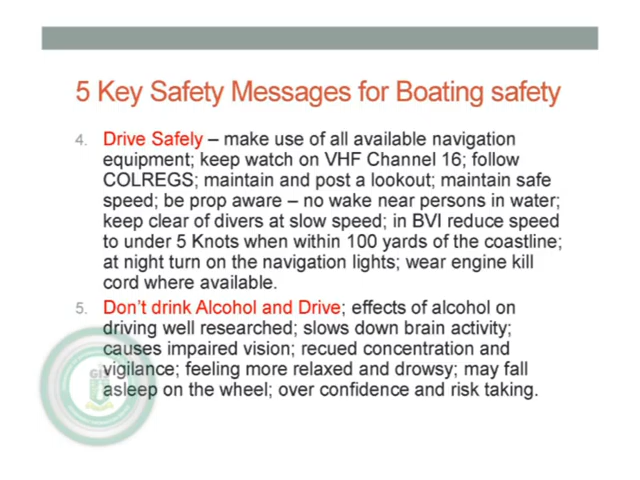 5 Key Safety Messages for Boating safety
4. Drive Safely – make use of all available navigation
equipment; keep watch on VHF Channel 16; follow
COLREGS; maintain and post a lookout; maintain safe
speed; be prop aware – no wake near persons in water;
keep clear of divers at slow speed; in BVI reduce speed
to under 5 Knots when within 100 yards of the coastline;
at night turn on the navigation lights; wear engine kill
cord where available.
5. Don't drink Alcohol and Drive; effects of alcohol on
driving well researched; slows down brain activity;
causes impaired vision; recued concentration and
vigilance; feeling more relaxed and drowsy; may fall
asleep on the wheel; over confidence and risk taking.
GIS